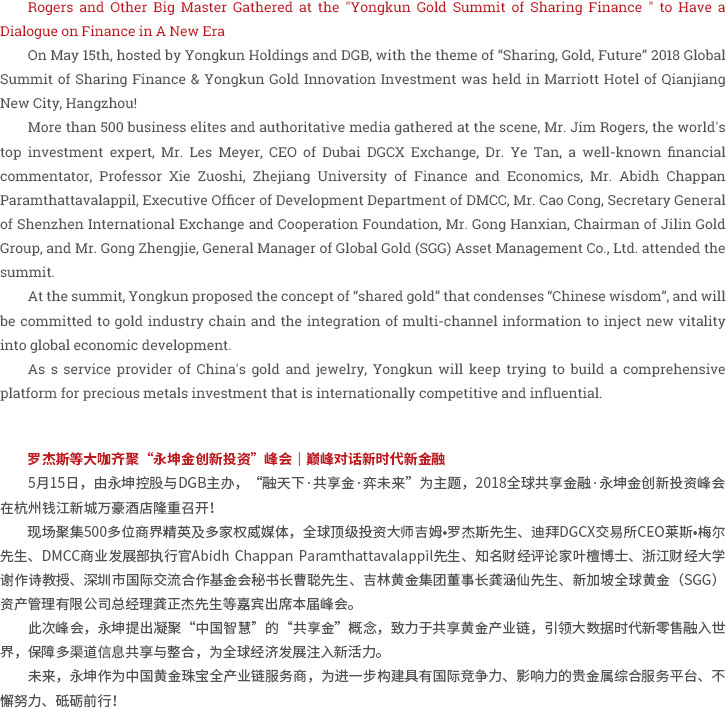 Rogers and Other Big Master Gathered at the "Yongkun Gold Summit of Sharing Finance " to Have a
Dialogue on Finance in A New Era
On May 15th, hosted by Yongkun Holdings and DGB, with the theme of “Sharing, Gold, Future” 2018 Global
Summit of Sharing Finance & Yongkun Gold Innovation Investment was held in Marriott Hotel of Qianjiang
New City, Hangzhou!
More than 500 business elites and authoritative media gathered at the scene, Mr. Jim Rogers, the world's
top investment expert, Mr. Les Meyer, CEO of Dubai DGCX Exchange, Dr. Ye Tan, a well-known financial
commentator, Professor Xie Zuoshi, Zhejiang University of Finance and Economics, Mr. Abidh Chappan
Paramthattavalappil, Executive Officer of Development Department of DMCC, Mr. Cao Cong, Secretary General
of Shenzhen International Exchange and Cooperation Foundation, Mr. Gong Hanxian, Chairman of Jilin Gold
Group, and Mr. Gong Zhengjie, General Manager of Global Gold (SGG) Asset Management Co., Ltd. attended the
summit.
At the summit, Yongkun proposed the concept of “shared gold” that condenses “Chinese wisdom”, and will
be committed to gold industry chain and the integration of multi-channel information to inject new vitality
into global economic development.
As s service provider of China's gold and jewelry, Yongkun will keep trying to build a comprehensive
platform for precious metals investment that is internationally competitive and influential.
罗杰斯等大咖齐聚“永坤金创新投资”峰会｜巅峰对话新时代新金融
5月15日，由永坤控股与DGB主办，“融天下·共享金·弈未来”为主题，2018全球共享金融·永坤金创新投资峰会
在杭州钱江新城万豪酒店隆重召开！
现场聚集500多位商界精英及多家权威媒体，全球顶级投资大师吉姆•罗杰斯先生、迪拜DGCX交易所CEO莱斯•梅尔
先生、DMCC商业发展部执行官Abidh Chappan Paramthattavalappil先生、知名财经评论家叶檀博士、浙江财经大学
谢作诗教授、深圳市国际交流合作基金会秘书长曹聪先生、吉林黄金集团董事长龚涵仙先生、新加坡全球黄金（SGG）
资产管理有限公司总经理龚正杰先生等嘉宾出席本届峰会。
此次峰会，永坤提出凝聚“中国智慧”的“共享金”概念，致力于共享黄金产业链，引领大数据时代新零售融入世
界，保障多渠道信息共享与整合，为全球经济发展注入新活力。
未来，永坤作为中国黄金珠宝全产业链服务商，为进一步构建具有国际竞争力、影响力的贵金属综合服务平台、不
懈努力、砥砺前行！